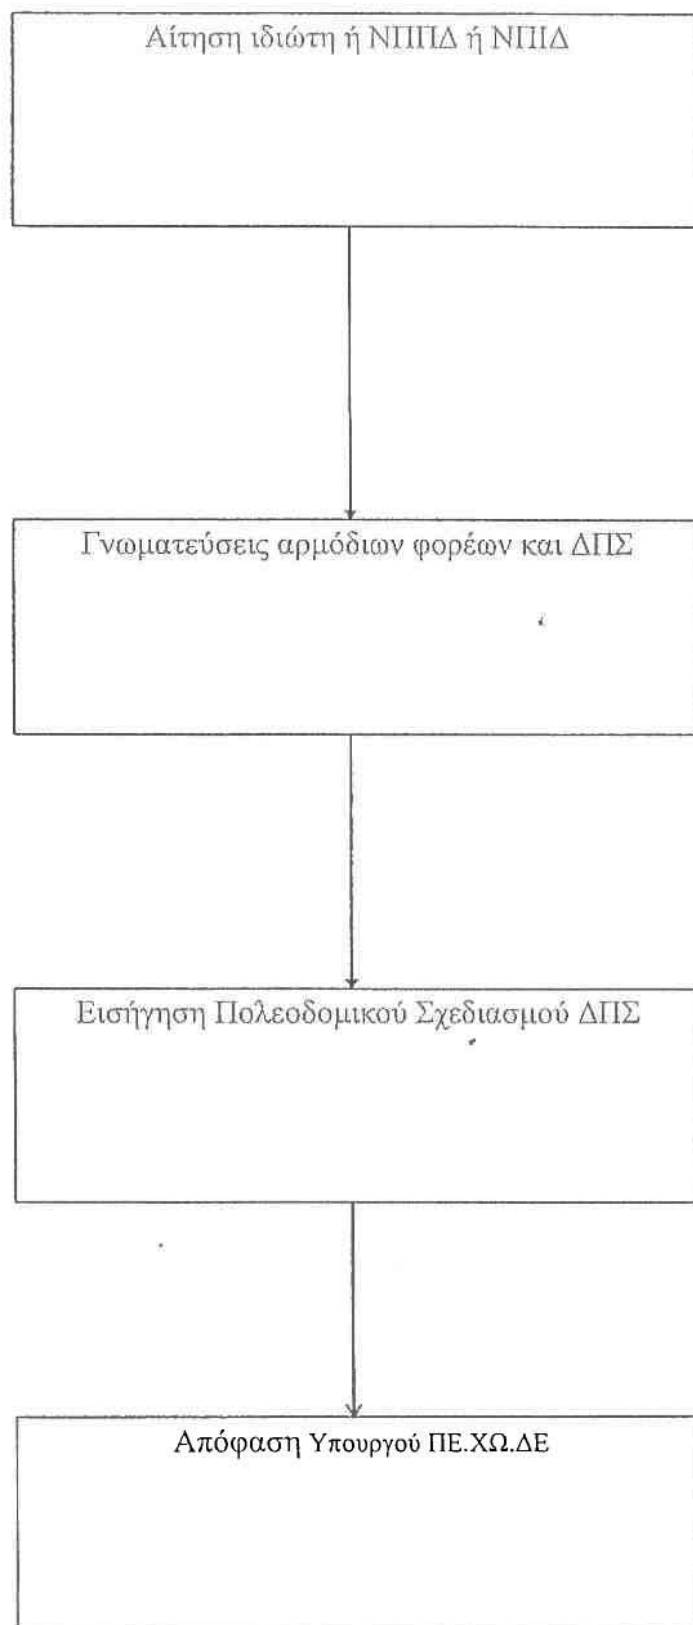 Αίτηση ιδιώτη ή ΝΠΠΔ ή ΝΠΙΔ
Γνωματεύσεις αρμόδιων φορέων και ΔΠΣ
Εισήγηση Πολεοδομικού Σχεδιασμού ΔΠΣ
Απόφαση Υπουργού ΠΕ.ΧΩ.ΔΕ